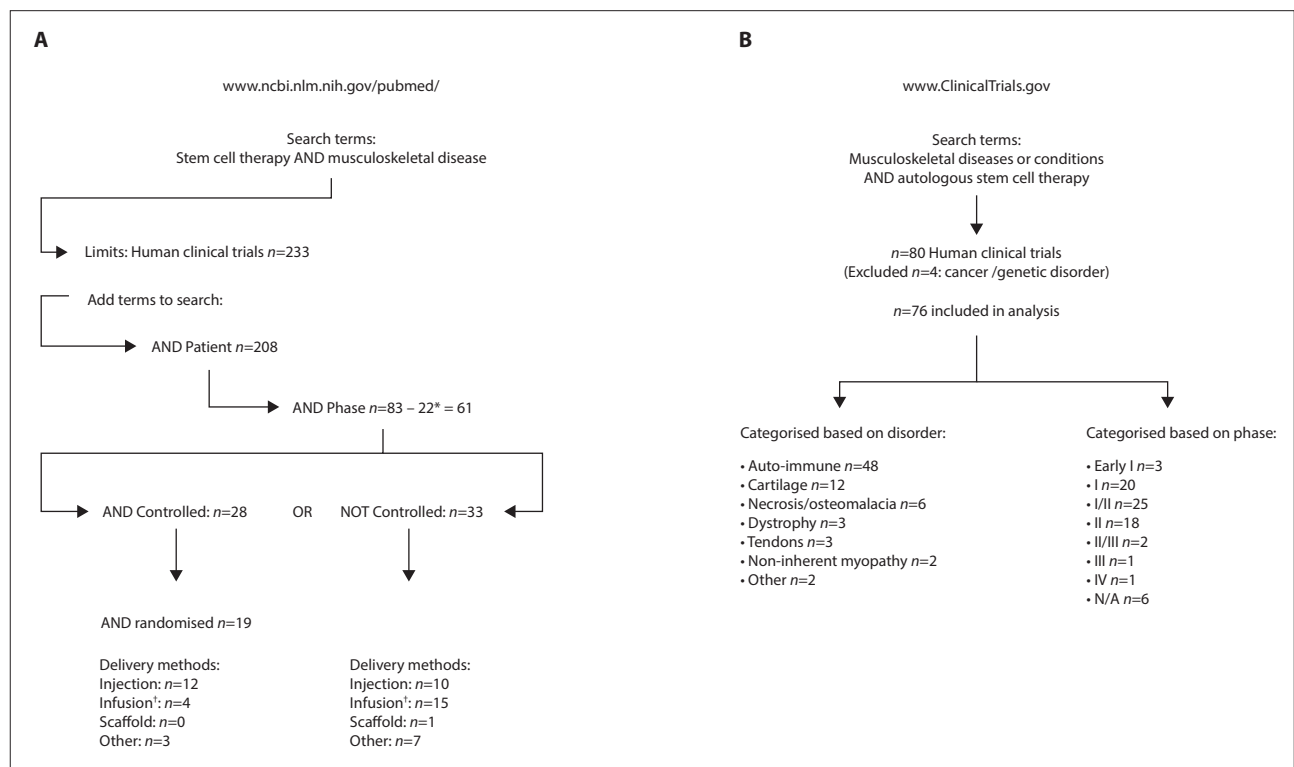 A
www.ncbi.nlm.nih.gov/pubmed/
Search terms:
Stem cell therapy AND musculoskeletal disease
Limits: Human clinical trials n=233
Add terms to search:
AND Patient n=208
AND Phase n=83 – 22* = 61
AND Controlled: n=28 OR NOT Controlled: n=33
AND randomised n=19
Delivery methods:
Injection: n=12
Infusion†: n=4
Scaffold: n=0
Other: n=3
Delivery methods:
Injection: n=10
Infusion†: n=15
Scaffold: n=1
Other: n=7
B
www.ClinicalTrials.gov
Search terms:
Musculoskeletal diseases or conditions
AND autologous stem cell therapy
n=80 Human clinical trials
(Excluded n=4: cancer /genetic disorder)
n=76 included in analysis
Categorised based on disorder:
• Auto-immune n=48
• Cartilage n=12
• Necrosis/osteomalacia n=6
• Dystrophy n=3
• Tendons n=3
• Non-inherent myopathy n=2
• Other n=2
Categorised based on phase:
• Early I n=3
• I n=20
• I/II n=25
• II n=18
• II/III n=2
• III n=1
• IV n=1
• N/A n=6